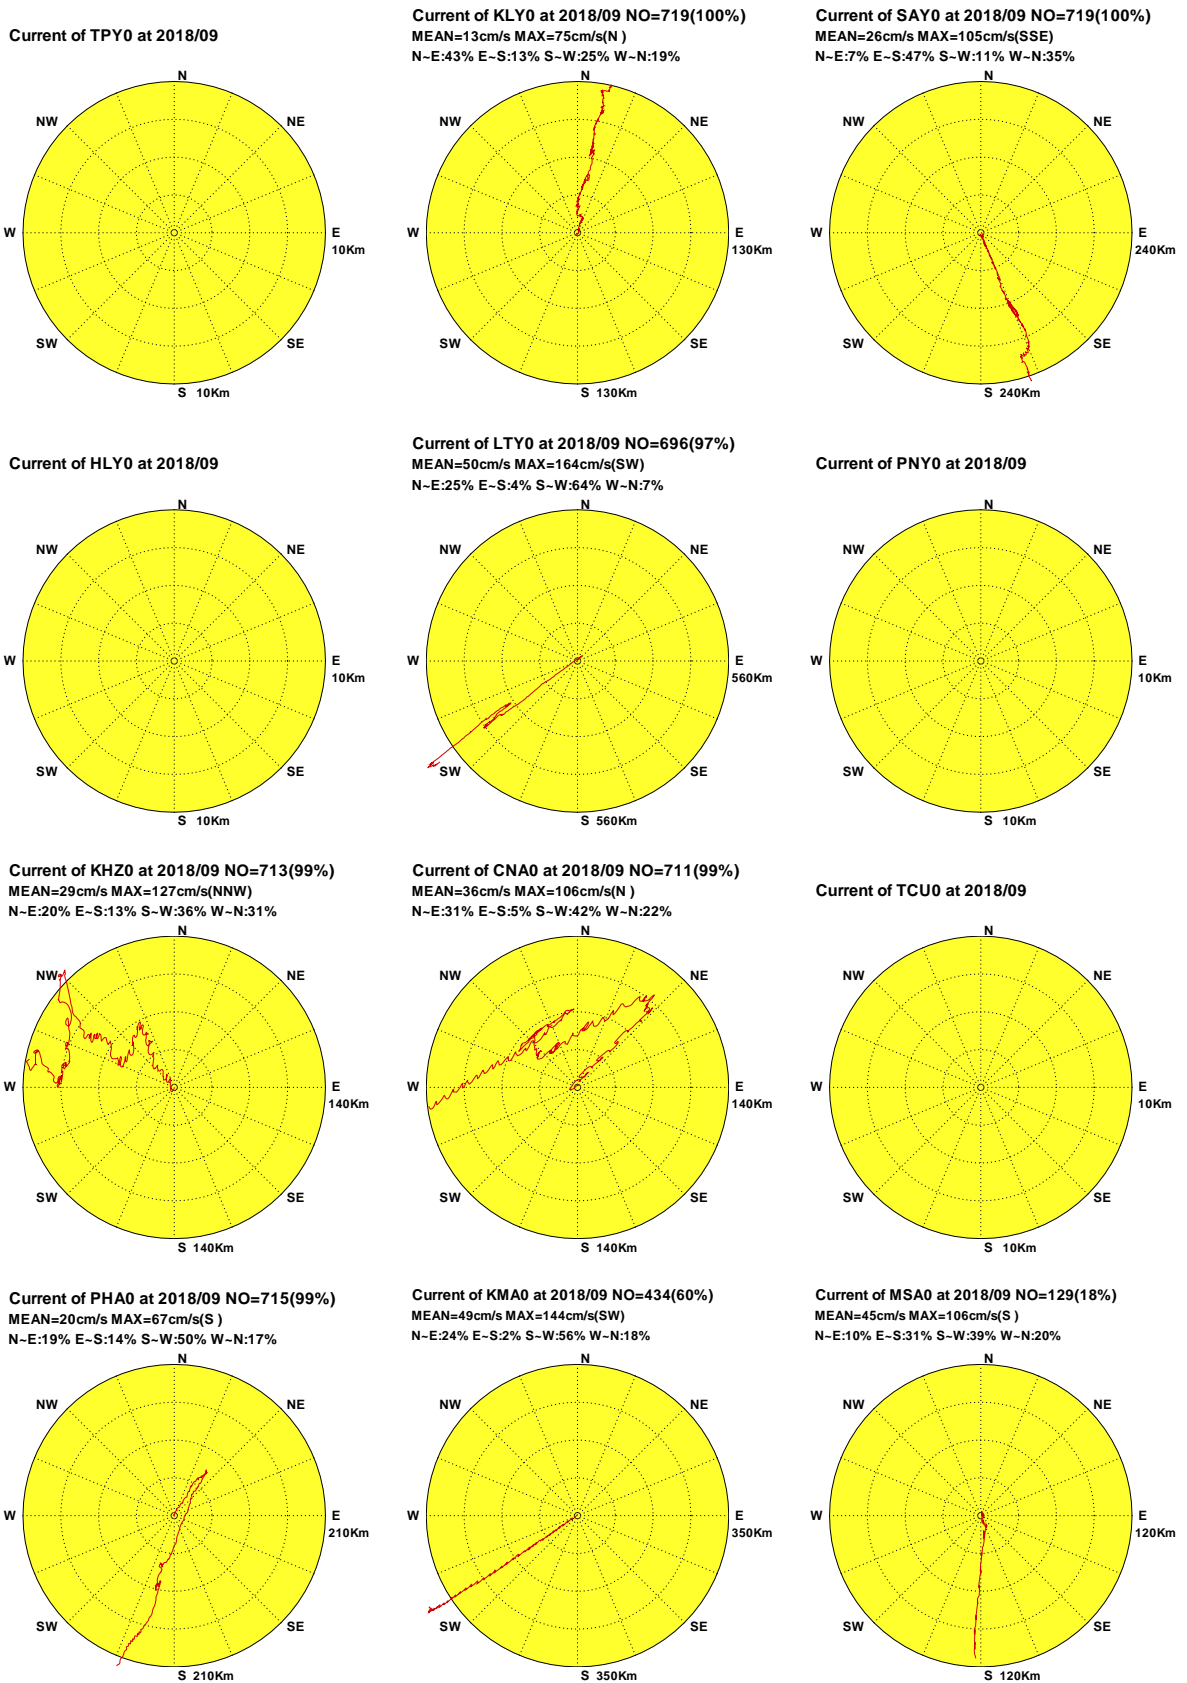 Current of TPY0 at 2018/09
N
NW
NE
W
E
10Km
SW
SE
S 10Km
Current of KLY0 at 2018/09 NO=719(100%)
MEAN=13cm/s MAX=75cm/s(N )
N~E:43% E~S:13% S~W:25% W~N:19%
N
NW
NE
W
E
130Km
SW
SE
S 130Km
Current of SAY0 at 2018/09 NO=719(100%)
MEAN=26cm/s MAX=105cm/s(SSE)
N~E:7% E~S:47% S~W:11% W~N:35%
N
NW
NE
W
E
240Km
SW
SE
S 240Km
Current of HLY0 at 2018/09
N
NW
NE
W
E
10Km
SW
SE
S 10Km
Current of LTY0 at 2018/09 NO=696(97%)
MEAN=50cm/s MAX=164cm/s(SW)
N~E:25% E~S:4% S~W:64% W~N:7%
N
NW
NE
W
E
560Km
SW
SE
S 560Km
Current of PNY0 at 2018/09
N
NW
NE
W
E
10Km
SW
SE
S 10Km
Current of KHZ0 at 2018/09 NO=713(99%)
MEAN=29cm/s MAX=127cm/s(NNW)
N~E:20% E~S:13% S~W:36% W~N:31%
N
NW
NE
W
E
140Km
SW
SE
S 140Km
Current of CNA0 at 2018/09 NO=711(99%)
MEAN=36cm/s MAX=106cm/s(N )
N~E:31% E~S:5% S~W:42% W~N:22%
N
NW
NE
W
E
140Km
SW
SE
S 140Km
Current of TCU0 at 2018/09
N
NW
NE
W
E
10Km
SW
SE
S 10Km
Current of PHA0 at 2018/09 NO=715(99%)
MEAN=20cm/s MAX=67cm/s(S )
N~E:19% E~S:14% S~W:50% W~N:17%
N
NW
NE
W
E
210Km
SW
SE
S 210Km
Current of KMA0 at 2018/09 NO=434(60%)
MEAN=49cm/s MAX=144cm/s(SW)
N~E:24% E~S:2% S~W:56% W~N:18%
N
NW
NE
W
E
350Km
SW
SE
S 350Km
Current of MSA0 at 2018/09 NO=129(18%)
MEAN=45cm/s MAX=106cm/s(S )
N~E:10% E~S:31% S~W:39% W~N:20%
N
NW
NE
W
E
120Km
SW
SE
S 120Km